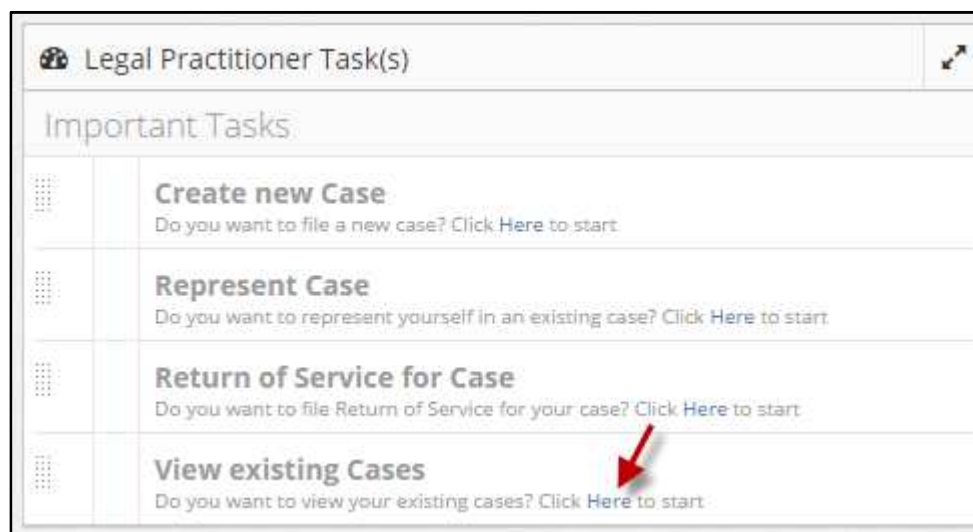 Legal Practitioner Task(s)
Important Tasks
Create new Case
Do you want to file a new case? Click Here to start
Represent Case
Do you want to represent yourself in an existing case? Click Here to start
Return of Service for Case
Do you want to file Return of Service for your case? Click Here to start
View existing Cases
Do you want to view your existing cases? Click Here to start